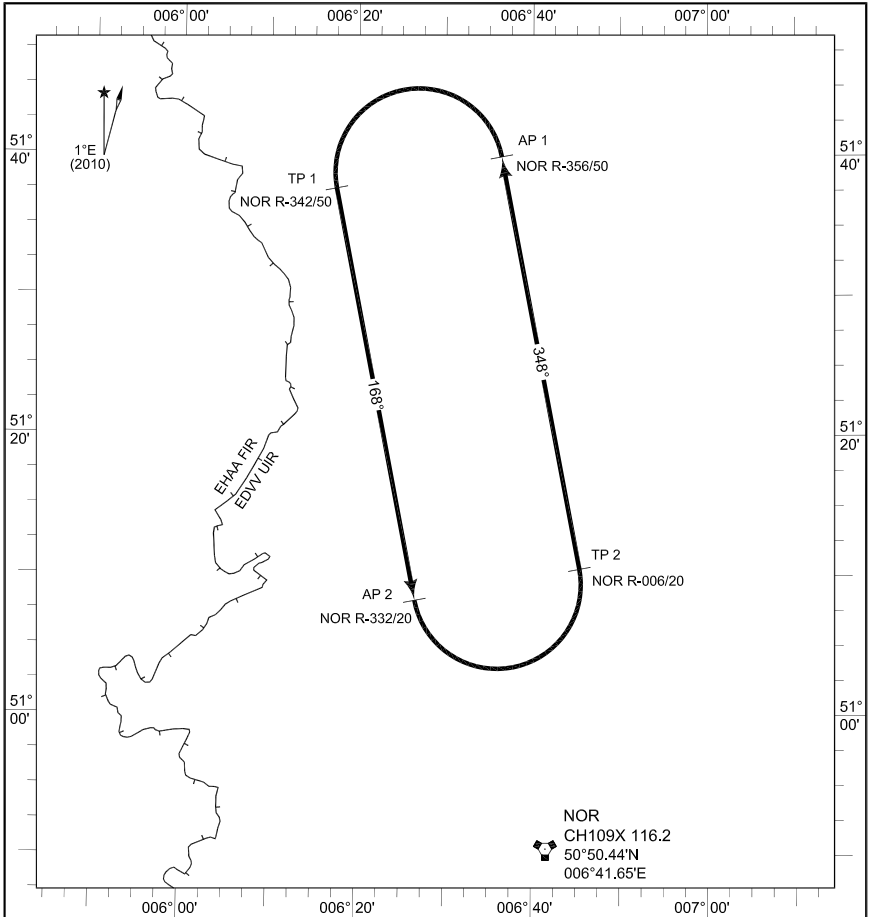 006°00'
006°20'
006°40'
007°00'
1°E
(2010)
51°
40'
51°
40'
AP 1
NOR R-356/50
TP 1
NOR R-342/50
168°
348°
51°
20'
51°
20'
EHAA FIR
EDVV UIR
TP 2
NOR R-006/20
AP 2
NOR R-332/20
51°
00'
51°
00'
NOR
CH109X 116.2
50°50.44'N
006°41.65'E
006°00'
006°20'
006°40'
007°00'